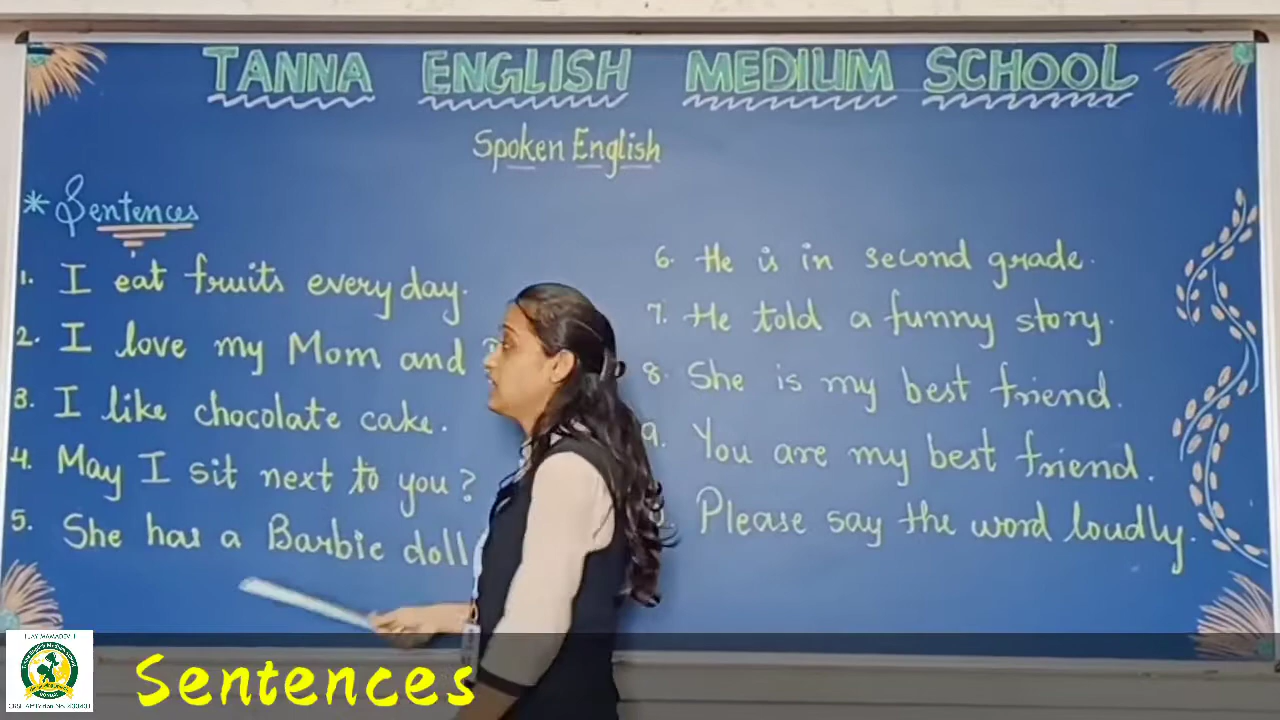 TANNA ENGLISH MEDIUM SCHOOL
Spoken English
* Sentences
1. I eat fruits everyday.
2. I love my Mom and
3. I like chocolate cake.
4. May I sit next to you?
5. She has a Barbie doll
6. He is in second grade.
7. He told a funny story.
8. She is my best friend.
9. You are my best friend.
Please say the word loudly.
Sentences